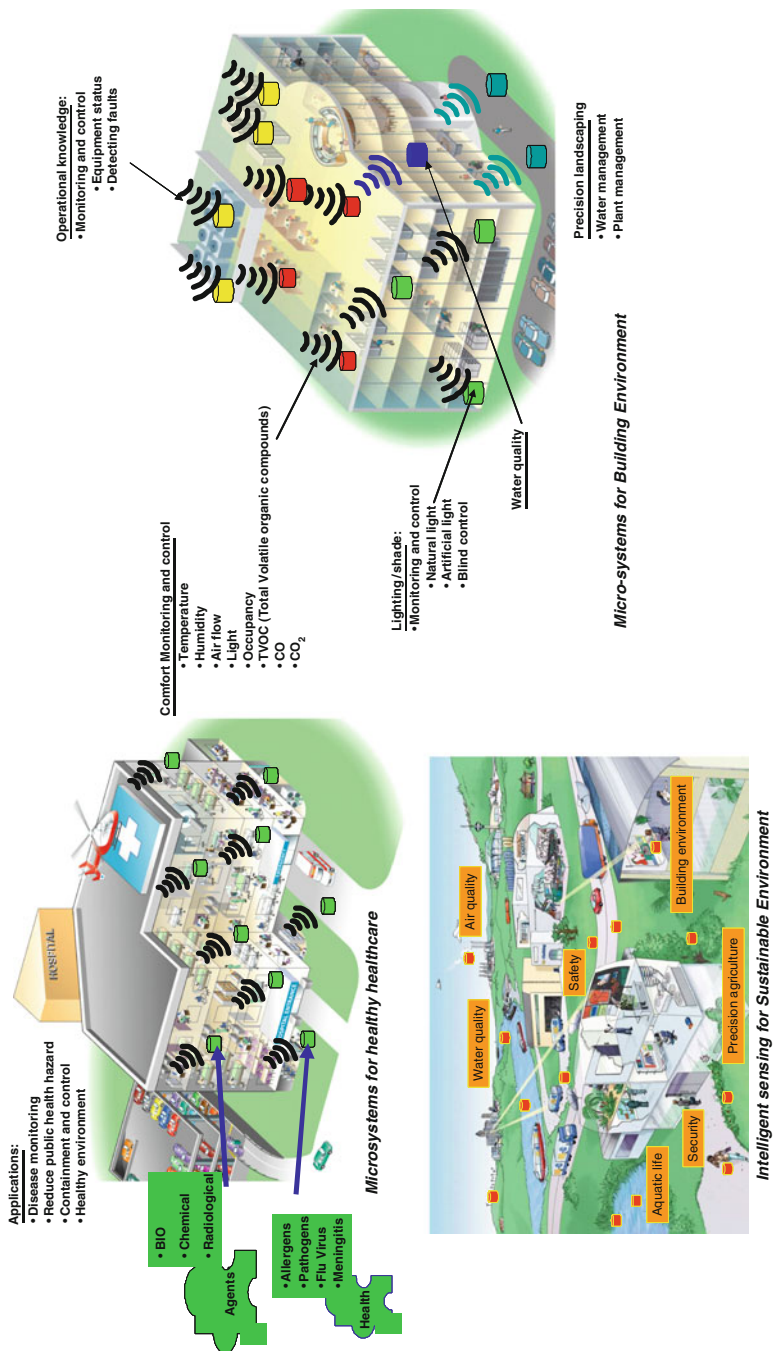 Applications:
• Disease monitoring
• Reduce public health hazard
• Containment and control
• Healthy environment
HOSPITAL
• BIO
• Chemical
• Radiological
Agents
• Allergens
• Pathogens
• Flu Virus
• Meningitis
Health
Microsystems for healthy healthcare
Operational knowledge:
• Monitoring and control
• Equipment status
• Detecting faults
Comfort Monitoring and control
• Temperature
• Humidity
• Air flow
• Light
• Occupancy
• TVOC (Total Volatile organic compounds)
• CO
• CO2
Lighting/shade:
• Monitoring and control
• Natural light
• Artificial light
• Blind control
Water quality
Precision landscaping
• Water management
• Plant management
Micro-systems for Building Environment
Water quality
Air quality
Safety
Aquatic life
Security
Precision agriculture
Building environment
Intelligent sensing for Sustainable Environment